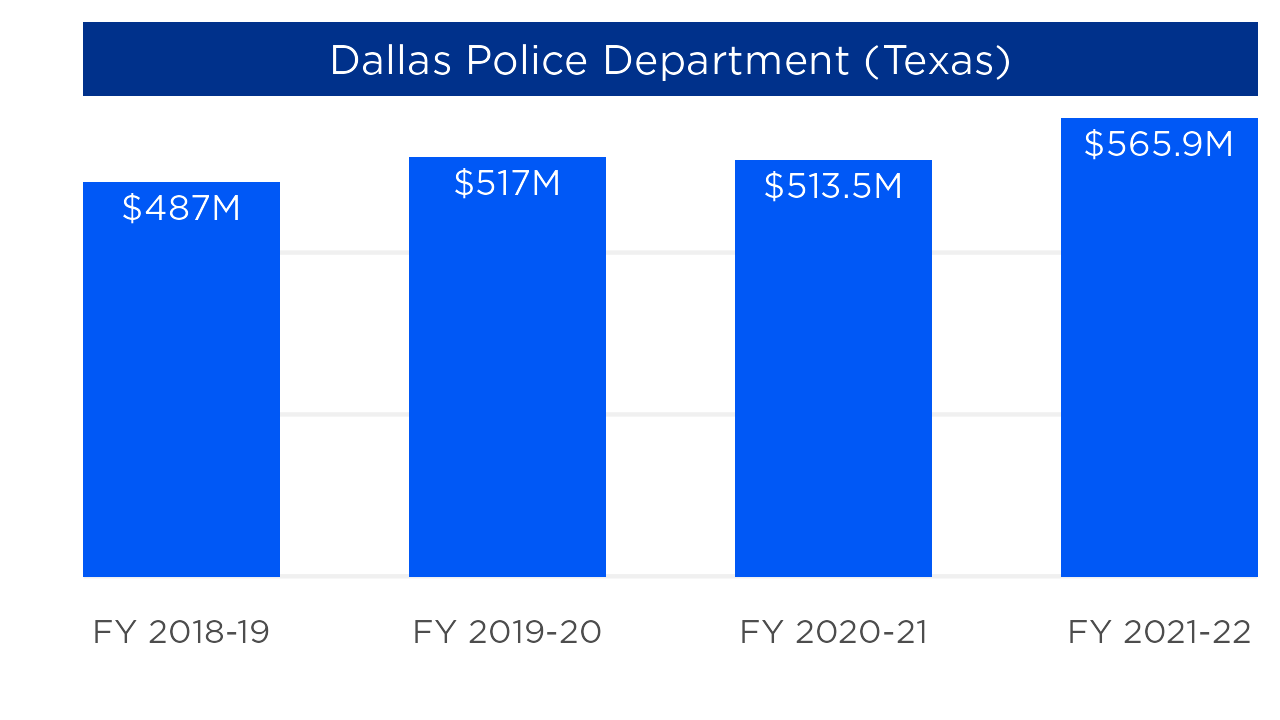 Dallas Police Department (Texas)
$487M
$517M
$513.5M
$565.9M
FY 2018-19
FY 2019-20
FY 2020-21
FY 2021-22